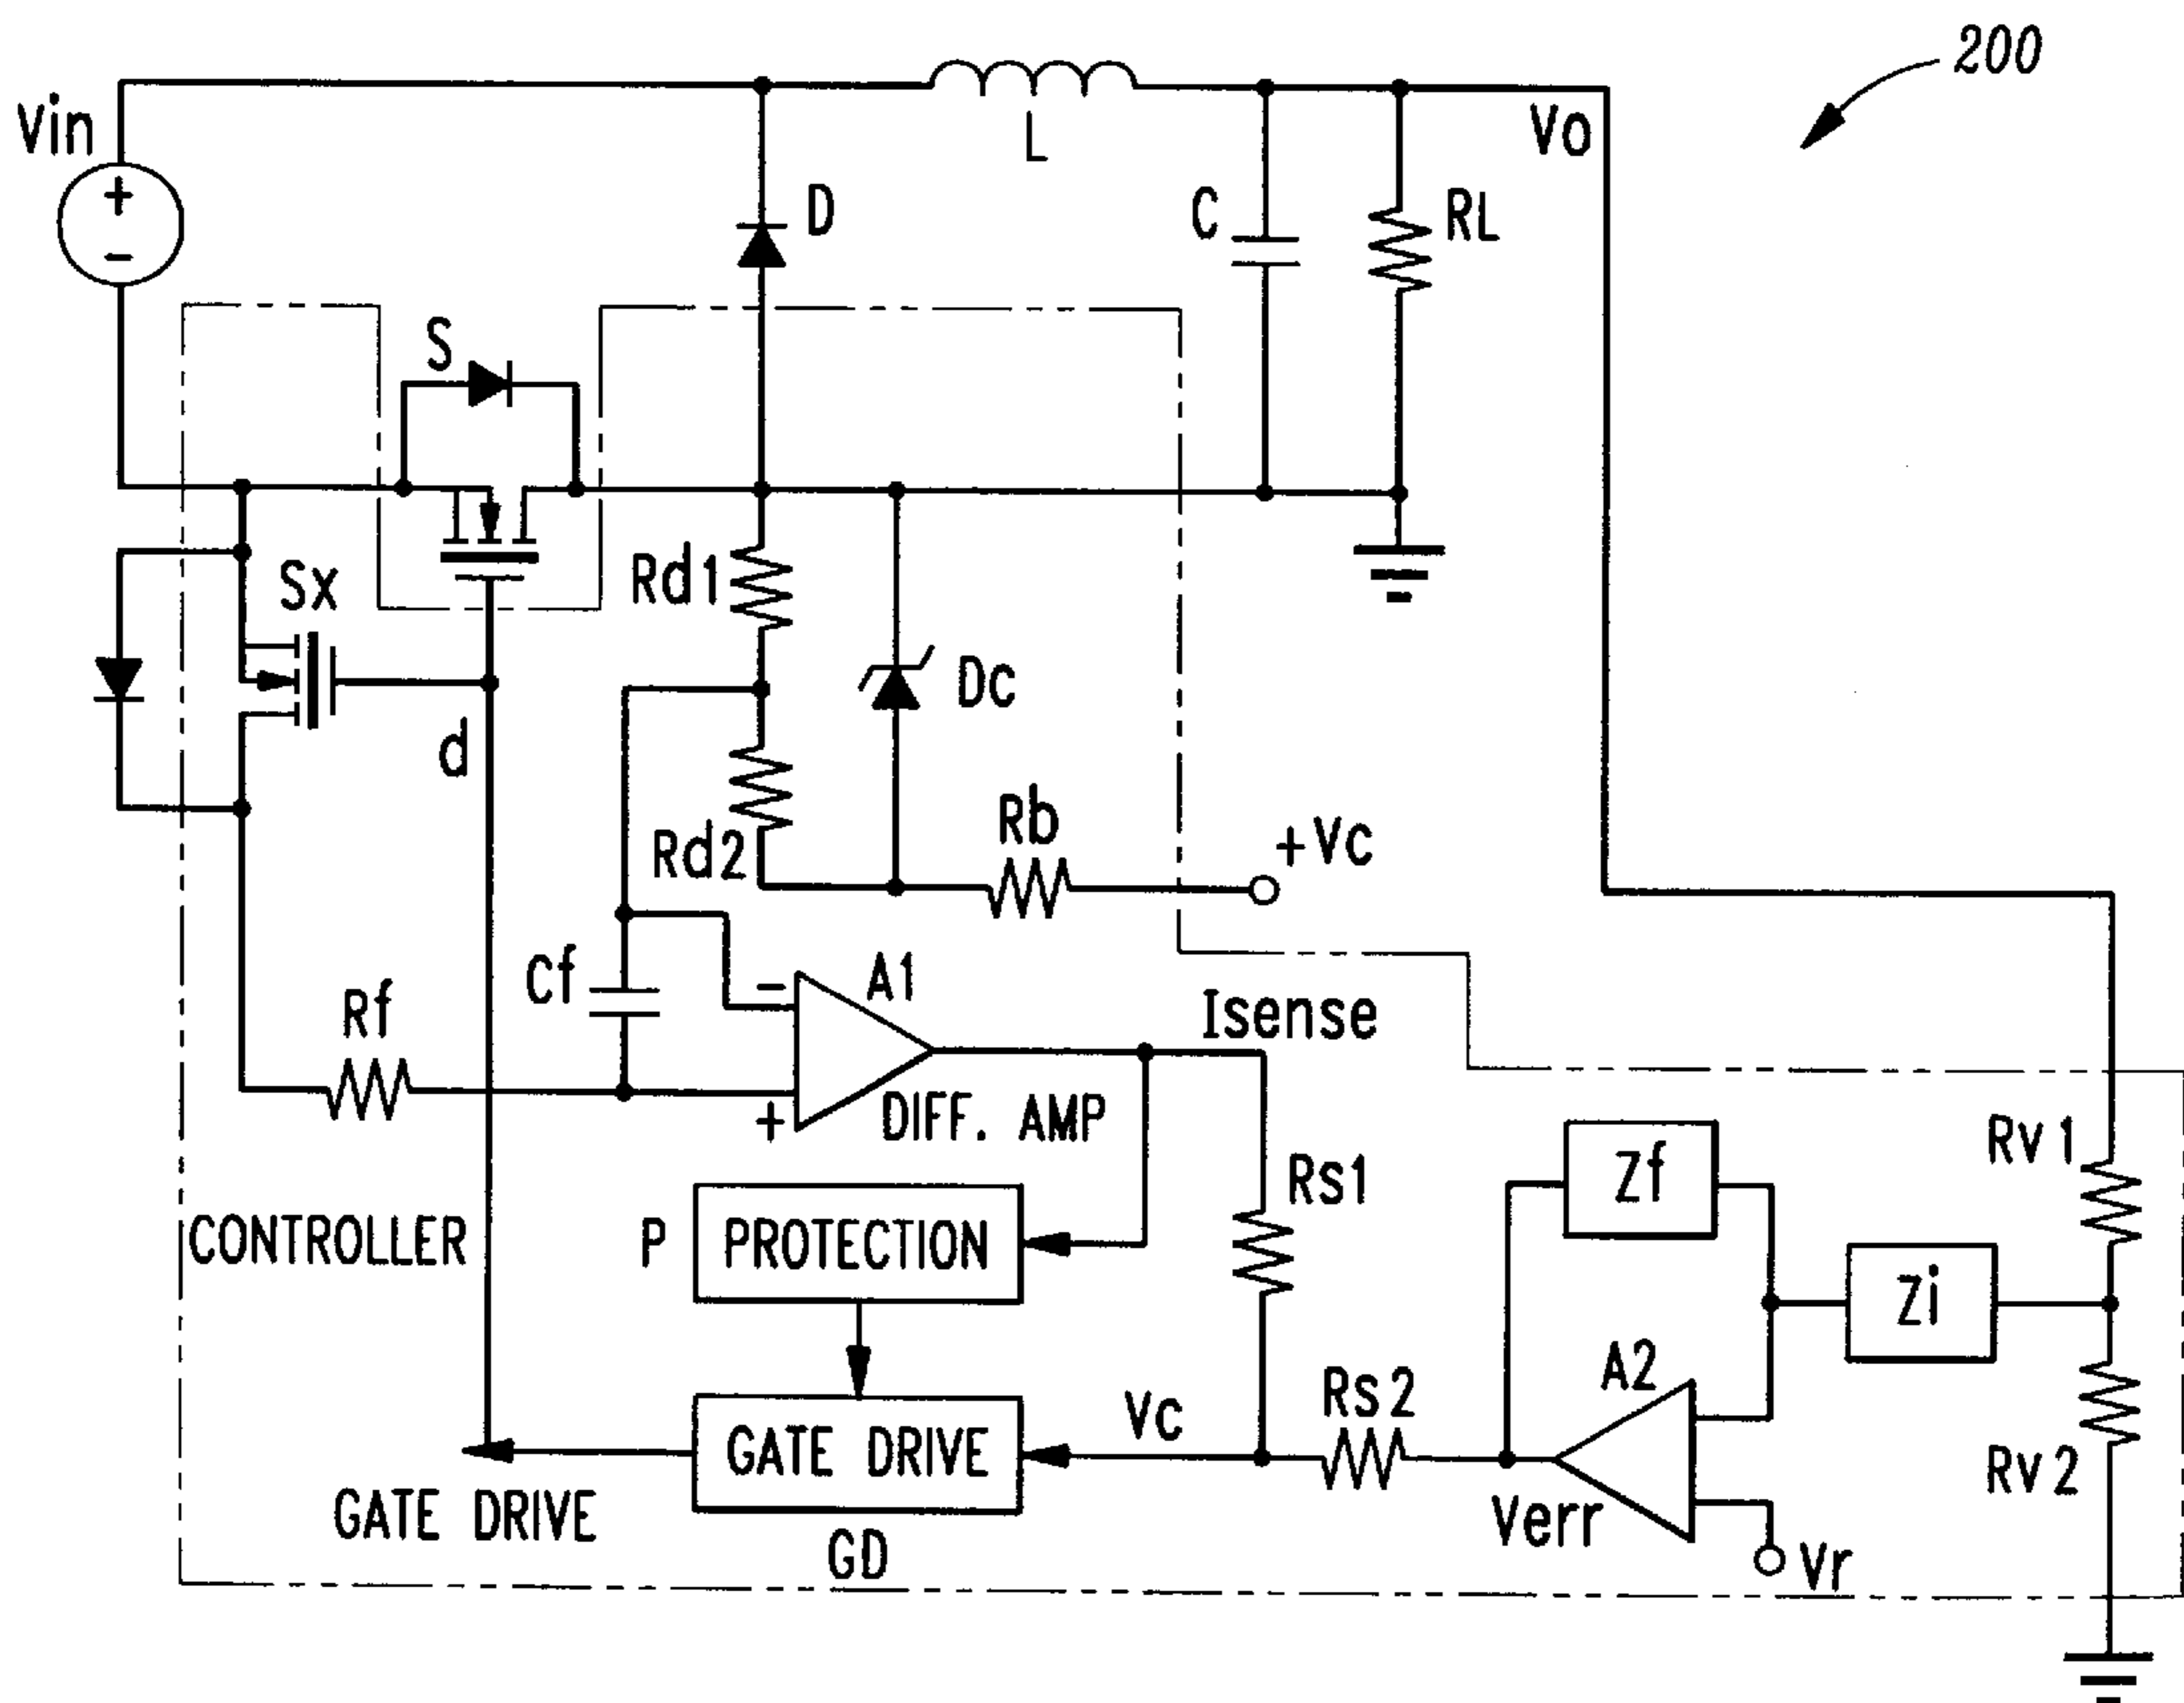 200
Vin
+
-
L
Vo
D
C
RL
S
Sx
Rd1
Dc
d
Rd2
Rb
+Vc
Cf
-
A1
Isense
Rf
+
DIFF. AMP
Rv1
Zf
Rs1
CONTROLLER
P
PROTECTION
Zi
A2
Rs2
Vc
GATE DRIVE
Rv2
GATE DRIVE
Verr
GD
Vr